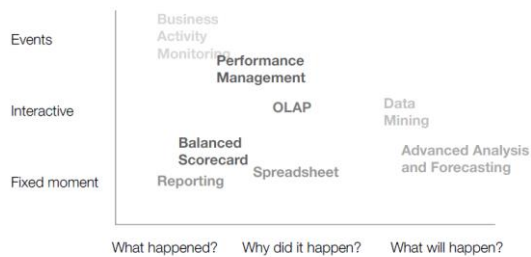 Business
Activity
Monitoring
Events
Performance
Management
Interactive
OLAP
Data
Mining
Balanced
Scorecard
Advanced Analysis
and Forecasting
Fixed moment
Reporting
Spreadsheet
What happened?
Why did it happen?
What will happen?